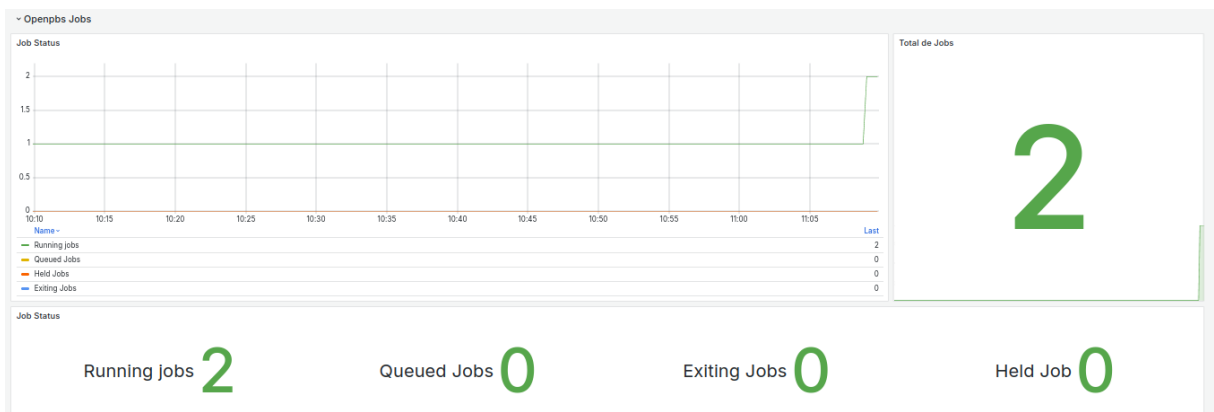 Openpbs Jobs
Job Status
2
1.5
1
0.5
0
10:10 10:15 10:20 10:25 10:30 10:35 10:40 10:45 10:50 10:55 11:00 11:05
Name Last
Running jobs 2
Queued Jobs 0
Held Jobs 0
Exiting Jobs 0
Total de Jobs
2
Job Status
Running jobs 2 Queued Jobs 0 Exiting Jobs 0 Held Job 0